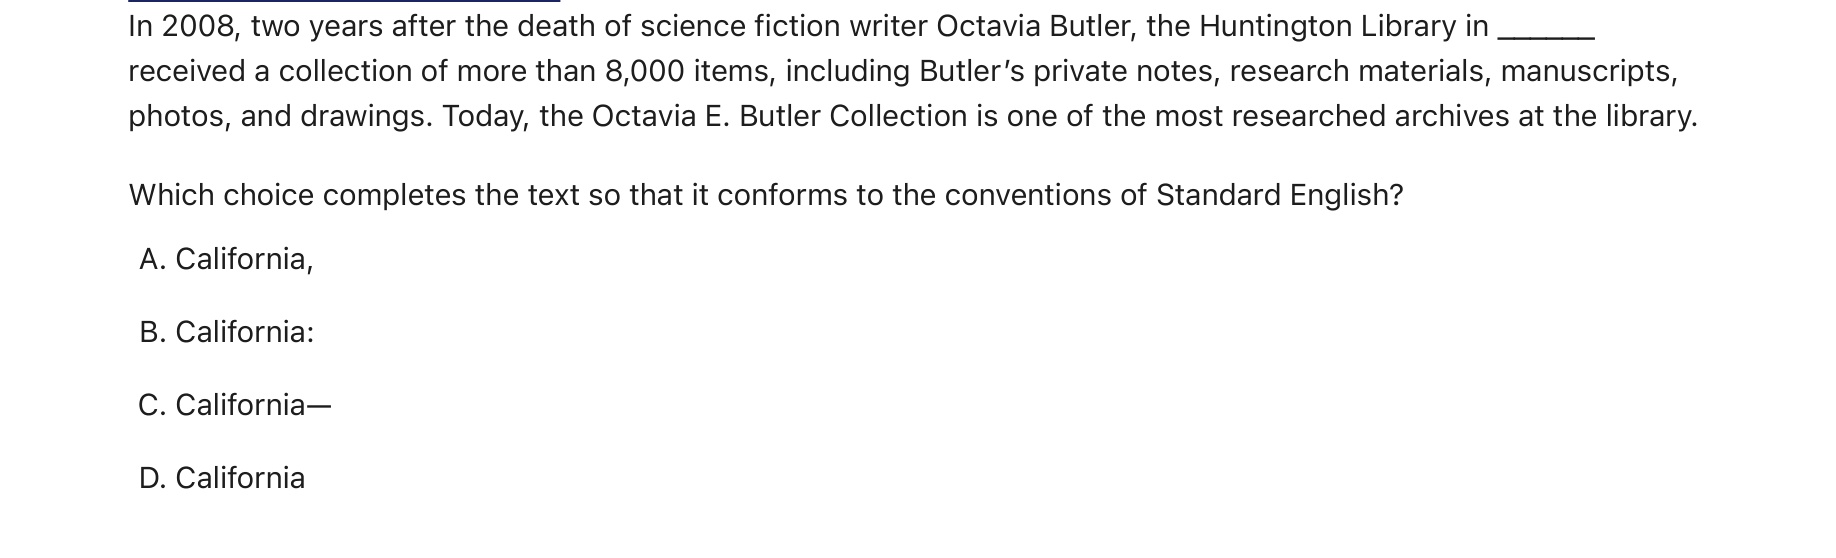 In 2008, two years after the death of science fiction writer Octavia Butler, the Huntington Library in ______
received a collection of more than 8,000 items, including Butler’s private notes, research materials, manuscripts,
photos, and drawings. Today, the Octavia E. Butler Collection is one of the most researched archives at the library.
Which choice completes the text so that it conforms to the conventions of Standard English?
A. California,
B. California:
C. California—
D. California